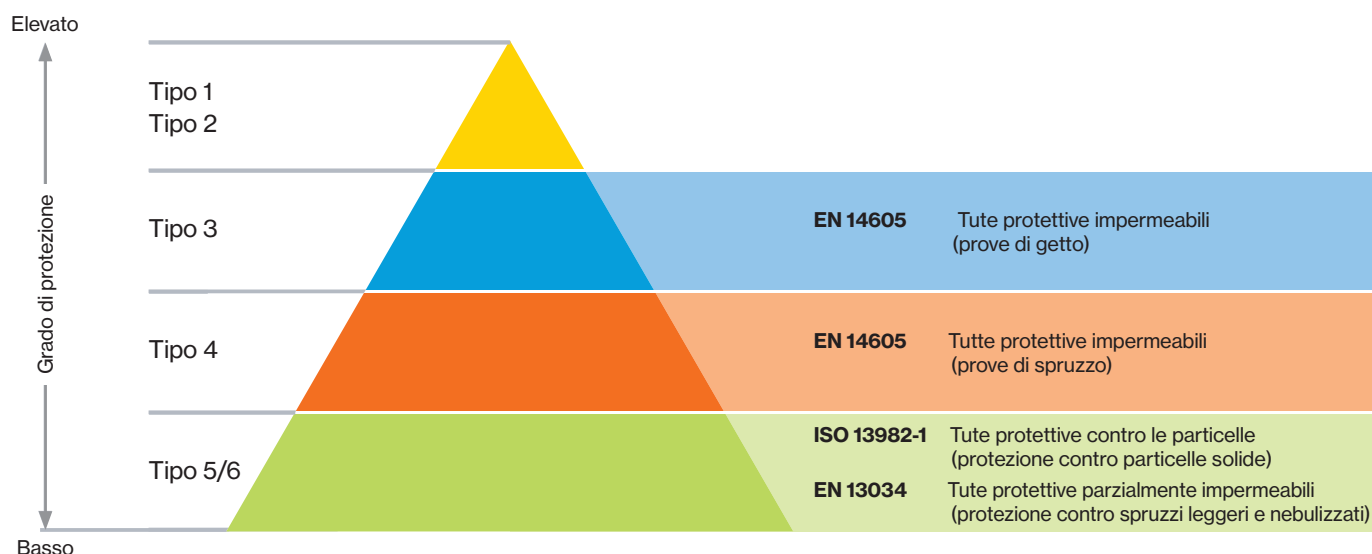 Elevato
Grado di protezione
Tipo 1
Tipo 2
Tipo 3
EN 14605 Tute protettive impermeabili
(prove di getto)
Tipo 4
EN 14605 Tutte protettive impermeabili
(prove di spruzzo)
Tipo 5/6
ISO 13982-1 Tute protettive contro le particelle
(protezione contro particelle solide)
EN 13034 Tute protettive parzialmente impermeabili
(protezione contro spruzzi leggeri e nebulizzati)
Basso